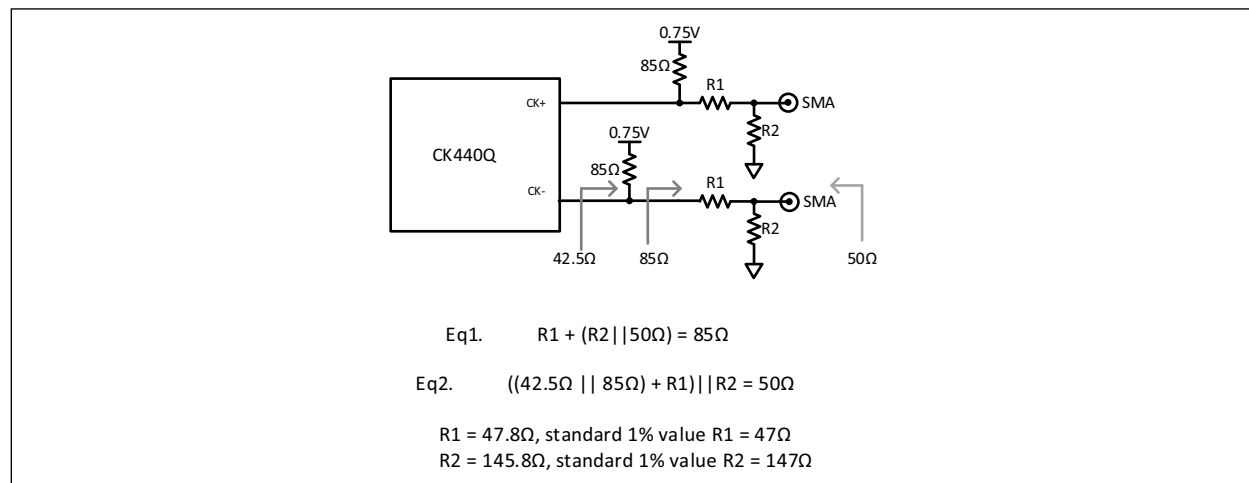 0.75V
85Ω
R1
CK+
SMA
R2
0.75V
CK440Q
85Ω
R1
CK-
SMA
R2
42.5Ω
85Ω
50Ω
Eq1. R1 + (R2||50Ω) = 85Ω
Eq2. ((42.5Ω || 85Ω) + R1)||R2 = 50Ω
R1 = 47.8Ω, standard 1% value R1 = 47Ω
R2 = 145.8Ω, standard 1% value R2 = 147Ω